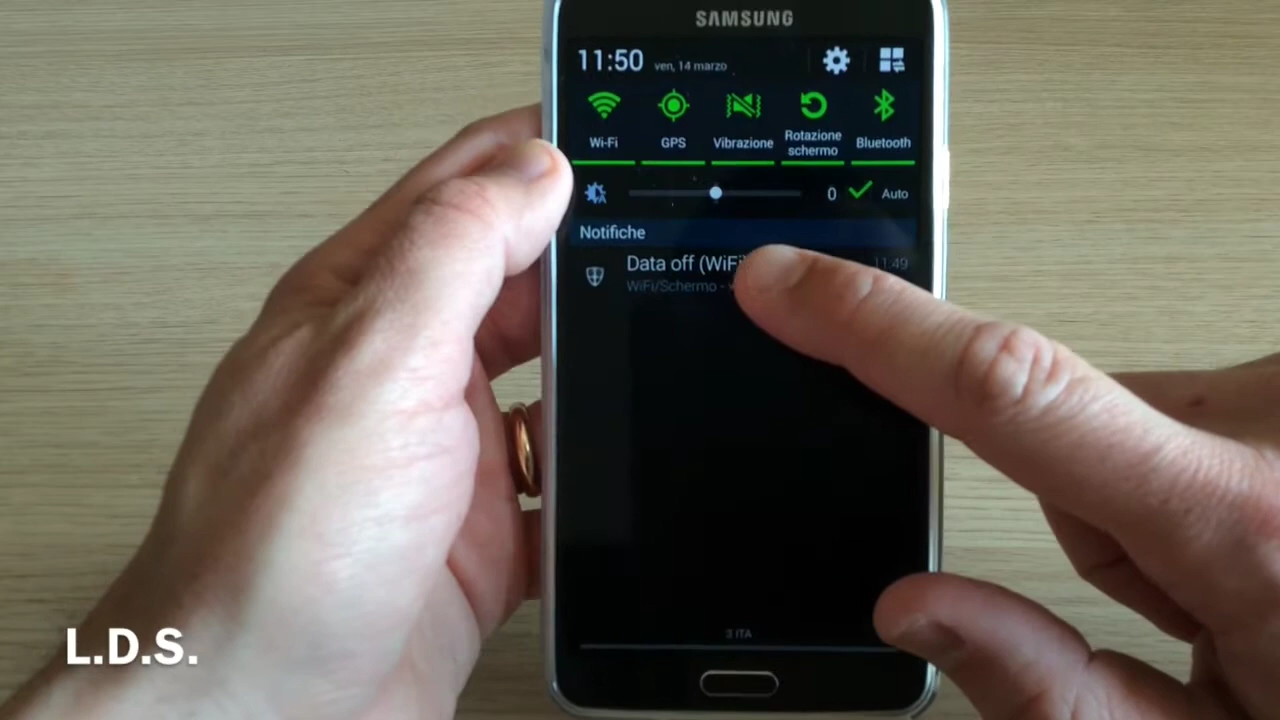 SAMSUNG
11:50 ven, 14 marzo
Wi-Fi GPS Vibrazione Rotazione schermo Bluetooth
0 Auto
Notifiche
Data off (WiFi) 11:49
WiFi/Schermo -
3 ITA
L.D.S.